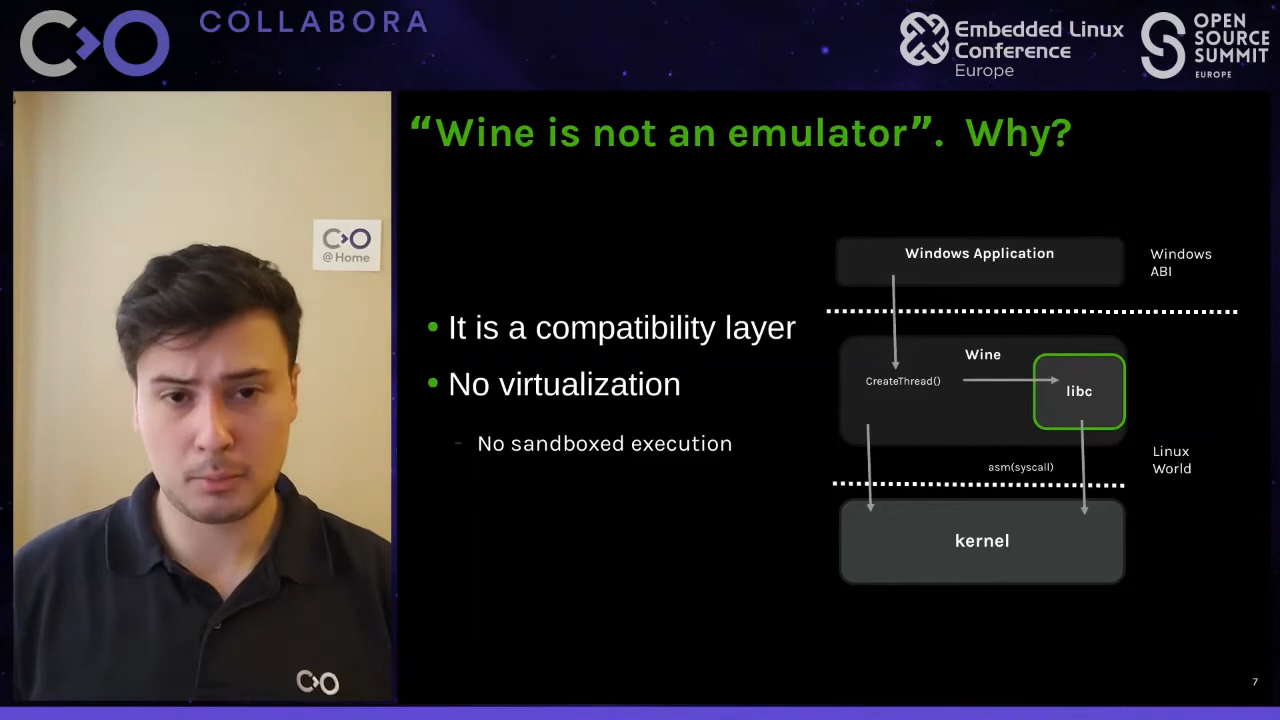 COLLABORA
Embedded Linux
Conference
Europe
OPEN
SOURCE
SUMMIT
EUROPE
“Wine is not an emulator”.  Why?
@Home
• It is a compatibility layer
• No virtualization
- No sandboxed execution
Windows Application
Windows
ABI
Wine
CreateThread()
libc
asm(syscall)
Linux
World
kernel
7